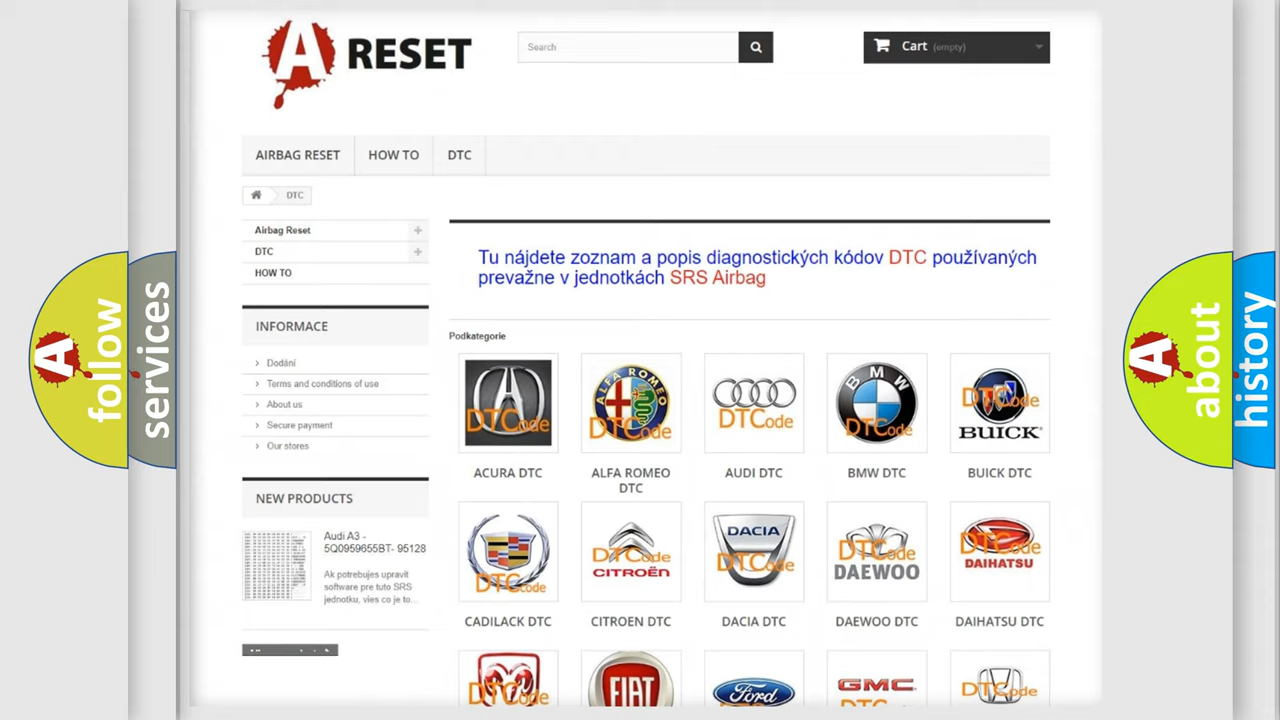 A RESET
Search
Cart (empty)
AIRBAG RESET
HOW TO
DTC
DTC
Airbag Reset
DTC
HOW TO
Tu nájdete zoznam a popis diagnostických kódov DTC používaných
prevažne v jednotkách SRS Airbag
INFORMACE
Podkategorie
Dodání
Terms and conditions of use
About us
Secure payment
Our stores
DTCode
ALFA ROMEO
DTCode
DTCode
BMW
DTCode
DTCode
BUICK
ACURA DTC
ALFA ROMEO
DTC
AUDI DTC
BMW DTC
BUICK DTC
NEW PRODUCTS
Audi A3 -
5Q0959655BT- 95128
Ak potrebujes upravit
software pre tuto SRS
jednotku, vies co je to...
DTCode
DTCode
CITROËN
DACIA
DTCode
DTCode
DAEWOO
DTCode
DAIHATSU
CADILACK DTC
CITROEN DTC
DACIA DTC
DAEWOO DTC
DAIHATSU DTC
DTCode
FIAT
Ford
GMC
DTCode
A follow
services
A about
history